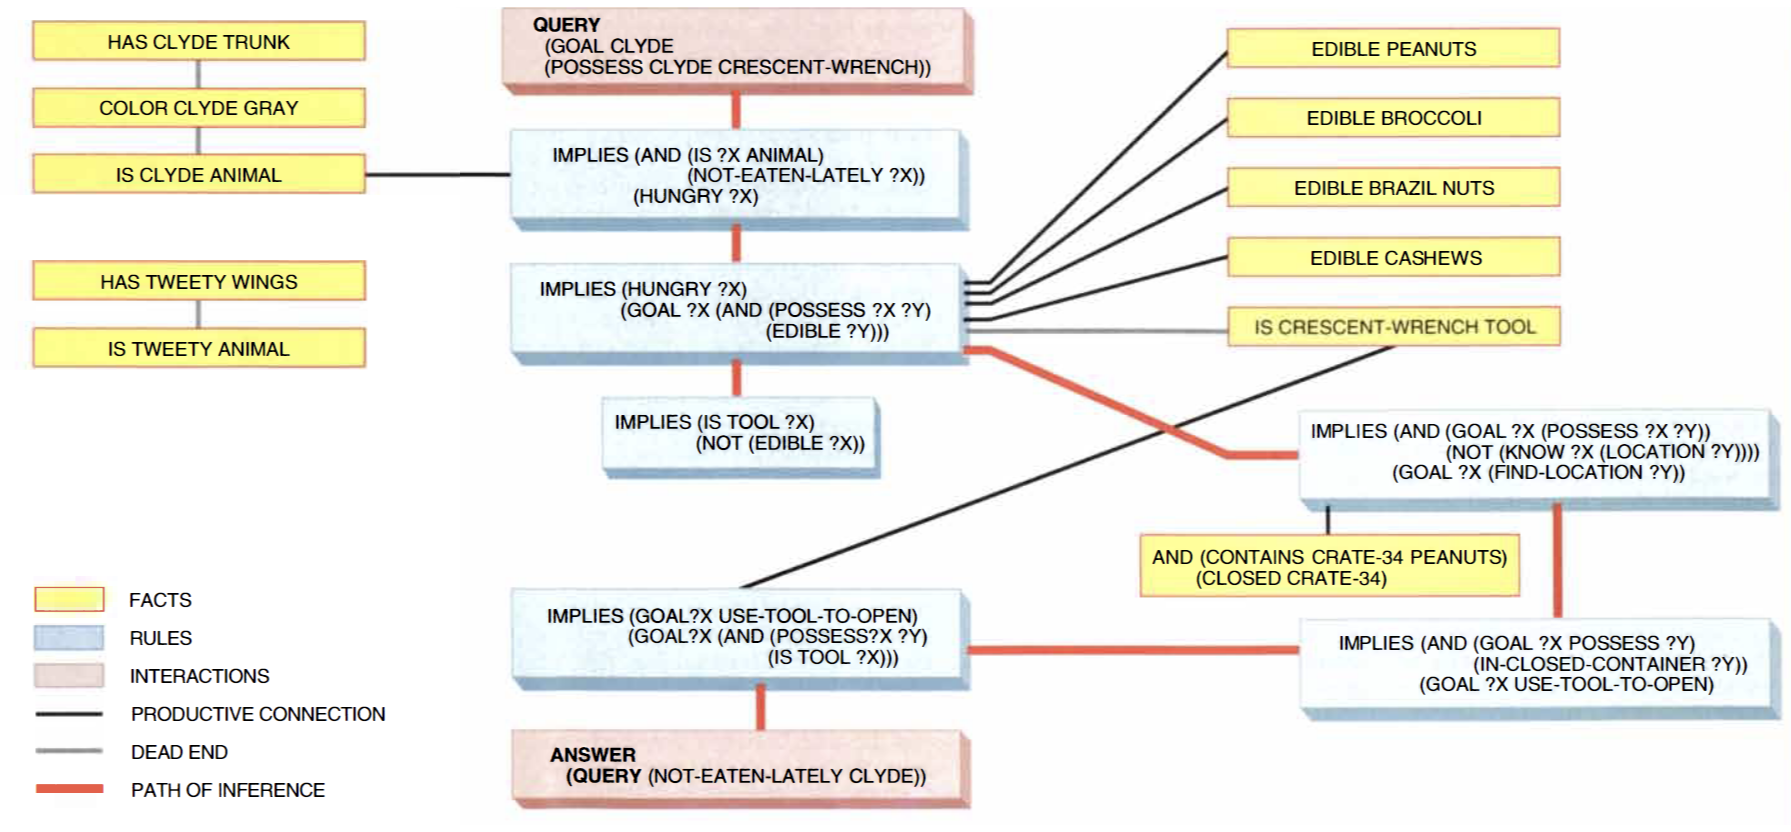 HAS CLYDE TRUNK
COLOR CLYDE GRAY
IS CLYDE ANIMAL
HAS TWEETY WINGS
IS TWEETY ANIMAL
QUERY
(GOAL CLYDE
(POSSESS CLYDE CRESCENT-WRENCH))
IMPLIES (AND (IS ?X ANIMAL)
(NOT-EATEN-LATELY ?X))
(HUNGRY ?X)
IMPLIES (HUNGRY ?X)
(GOAL ?X (AND (POSSESS ?X ?Y)
(EDIBLE ?Y)))
IMPLIES (IS TOOL ?X)
(NOT (EDIBLE ?X))
EDIBLE PEANUTS
EDIBLE BROCCOLI
EDIBLE BRAZIL NUTS
EDIBLE CASHEWS
IS CRESCENT-WRENCH TOOL
IMPLIES (AND (GOAL ?X (POSSESS ?X ?Y))
(NOT (KNOW ?X (LOCATION ?Y))))
(GOAL ?X (FIND-LOCATION ?Y))
AND (CONTAINS CRATE-34 PEANUTS)
(CLOSED CRATE-34)
IMPLIES (AND (GOAL ?X POSSESS ?Y)
(IN-CLOSED-CONTAINER ?Y))
(GOAL ?X USE-TOOL-TO-OPEN)
IMPLIES (GOAL?X USE-TOOL-TO-OPEN)
(GOAL?X (AND (POSSESS?X ?Y)
(IS TOOL ?X)))
ANSWER
(QUERY (NOT-EATEN-LATELY CLYDE))
FACTS
RULES
INTERACTIONS
PRODUCTIVE CONNECTION
DEAD END
PATH OF INFERENCE